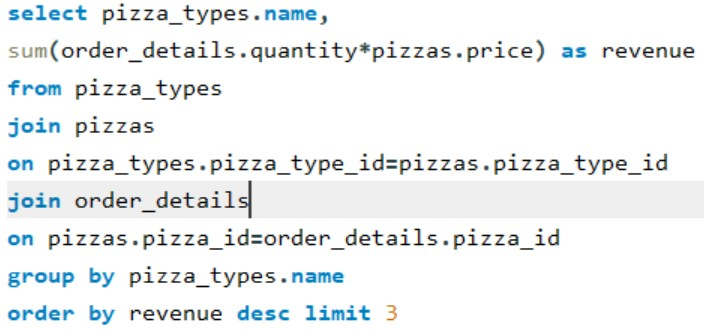 select pizza_types.name,
sum(order_details.quantity*pizzas.price) as revenue
from pizza_types
join pizzas
on pizza_types.pizza_type_id=pizzas.pizza_type_id
join order_details
on pizzas.pizza_id=order_details.pizza_id
group by pizza_types.name
order by revenue desc limit 3